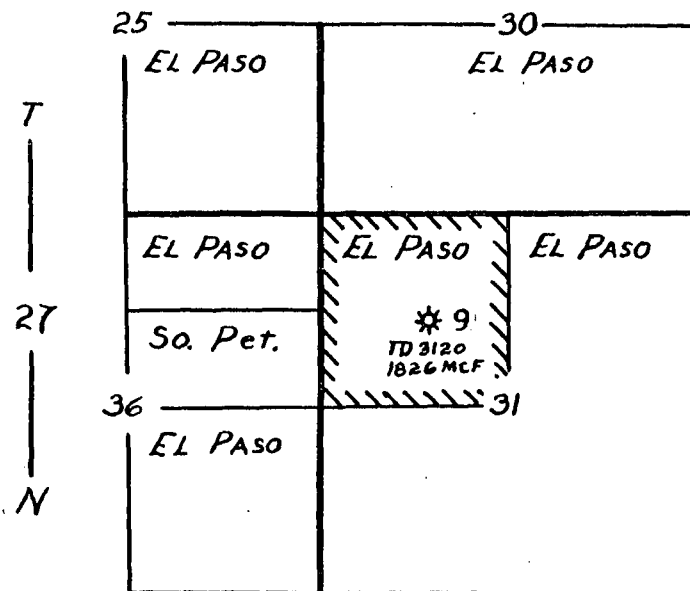 25
30
EL PASO
EL PASO
T
EL PASO
EL PASO
EL PASO
27
So. Pet.
9
TD 3120
1826 MCF
36
31
EL PASO
N